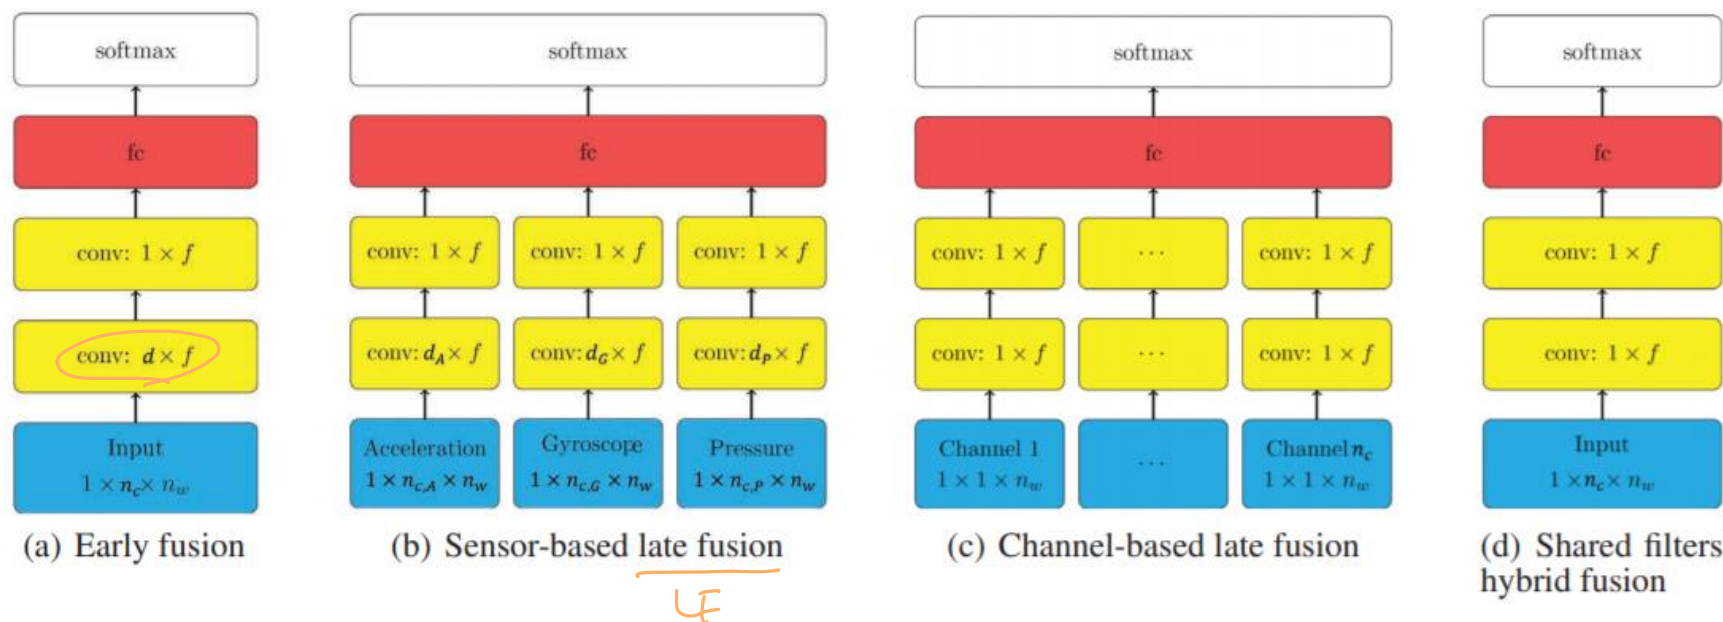 softmax
fc
conv: 1 × f
conv: d × f
Input
1 × n_c × n_w
(a) Early fusion
softmax
fc
conv: 1 × f conv: 1 × f conv: 1 × f
conv: d_A × f conv: d_G × f conv: d_P × f
Acceleration Gyroscope Pressure
1 × n_{c,A} × n_w 1 × n_{c,G} × n_w 1 × n_{c,P} × n_w
(b) Sensor-based late fusion
LF
softmax
fc
conv: 1 × f ... conv: 1 × f
conv: 1 × f ... conv: 1 × f
Channel 1 ... Channel n_c
1 × 1 × n_w 1 × 1 × n_w
(c) Channel-based late fusion
softmax
fc
conv: 1 × f
conv: 1 × f
Input
1 × n_c × n_w
(d) Shared filters
hybrid fusion